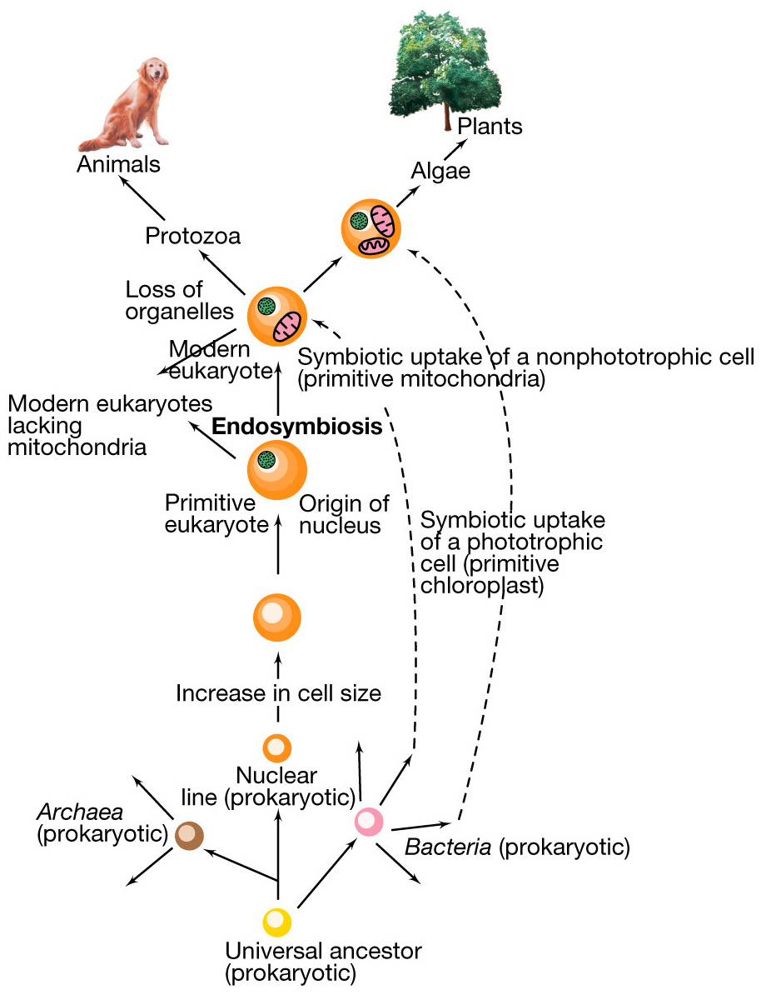 Plants
Animals
Algae
Protozoa
Loss of
organelles
Modern
eukaryote
Symbiotic uptake of a nonphototrophic cell
(primitive mitochondria)
Modern eukaryotes
lacking
mitochondria
Endosymbiosis
Primitive
eukaryote
Origin of
nucleus
Symbiotic uptake
of a phototrophic
cell (primitive
chloroplast)
Increase in cell size
Nuclear
line (prokaryotic)
Archaea
(prokaryotic)
Bacteria (prokaryotic)
Universal ancestor
(prokaryotic)